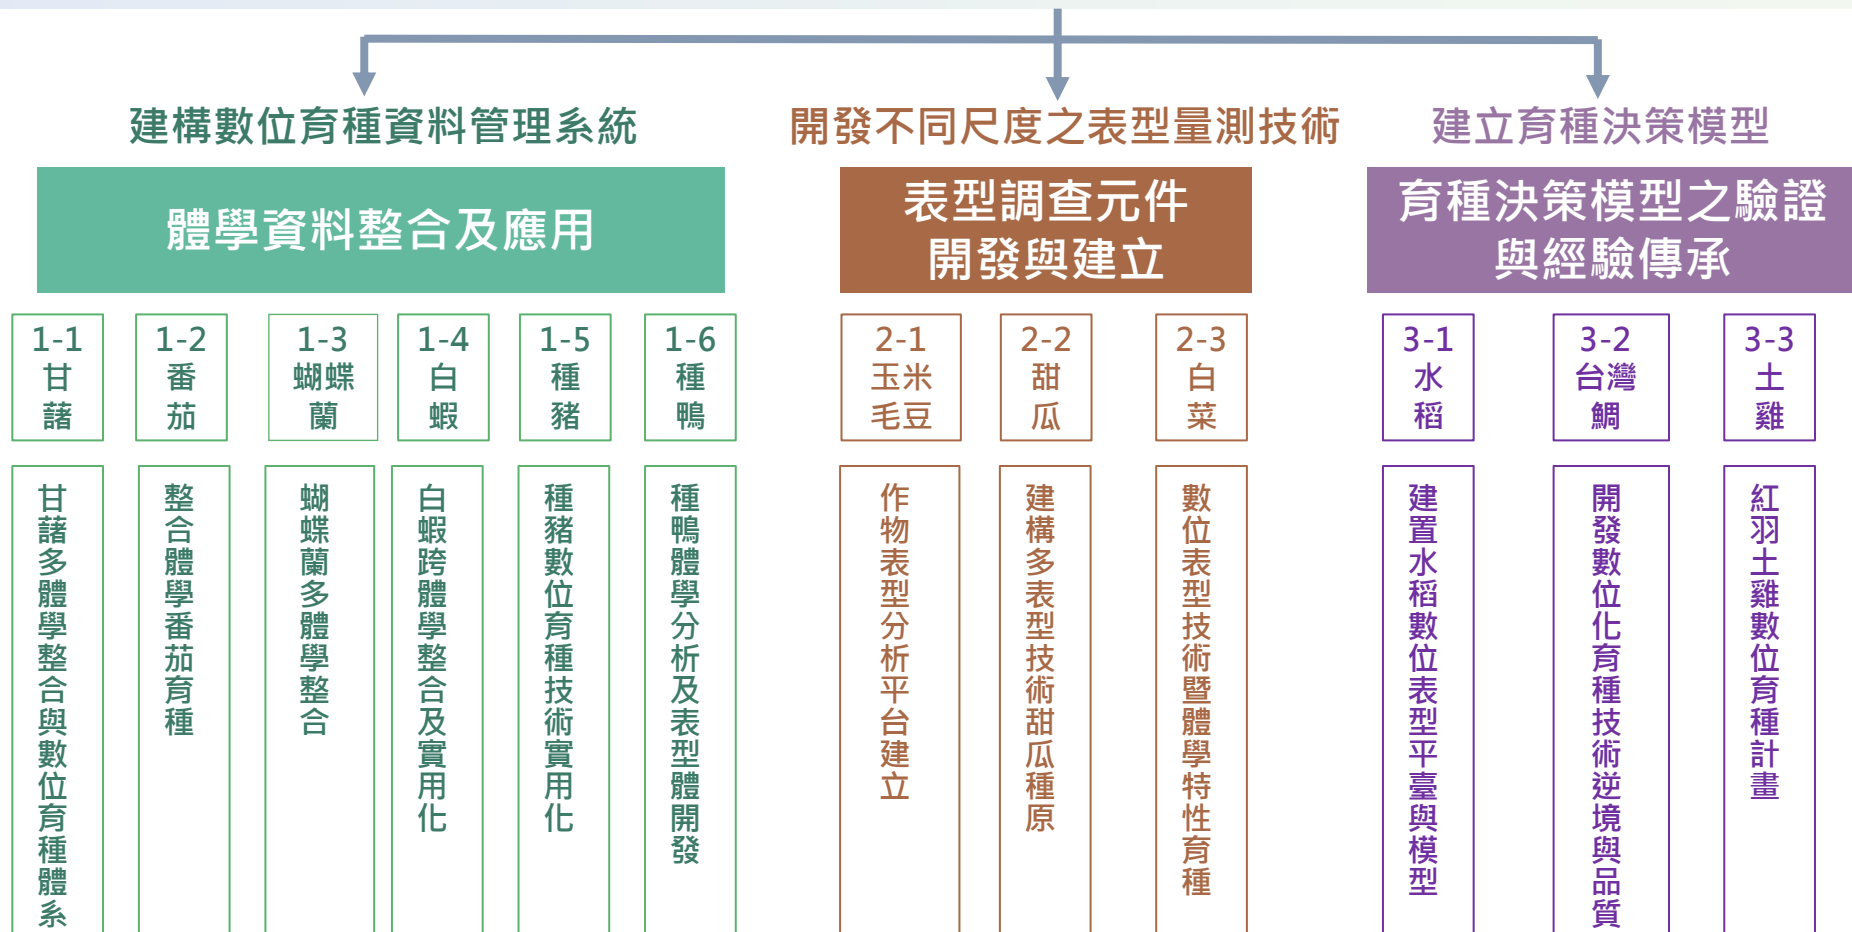 建構數位育種資料管理系統
體學資料整合及應用
1-1
甘
藷
1-2
番
茄
1-3
蝴蝶
蘭
1-4
白
蝦
1-5
種
豬
1-6
種
鴨
甘藷多體學整合與數位育種體系
整合體學番茄育種
蝴蝶蘭多體學整合
白蝦跨體學整合及實用化
種豬數位育種技術實用化
種鴨體學分析及表型體開發
開發不同尺度之表型量測技術
表型調查元件
開發與建立
2-1
玉米
毛豆
2-2
甜
瓜
2-3
白
菜
作物表型分析平台建立
建構多表型技術甜瓜種原
數位表型技術暨體學特性育種
建立育種決策模型
育種決策模型之驗證
與經驗傳承
3-1
水
稻
3-2
台灣
鯛
3-3
土
雞
建置水稻數位表型平臺與模型
開發數位化育種技術逆境與品質
紅羽土雞數位育種計畫